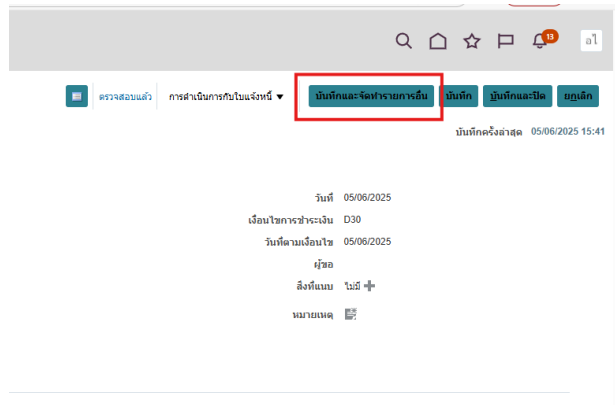 13
อใ
ตรวจสอบแล้ว การดำเนินการกับใบแจ้งหนี้ ▼ บันทึกและจัดทำรายการอื่น บันทึก บันทึกและปิด ยกเลิก
บันทึกครั้งล่าสุด 05/06/2025 15:41
วันที่ 05/06/2025
เงื่อนไขการชำระเงิน D30
วันที่ตามเงื่อนไข 05/06/2025
ผู้ขอ
สิ่งที่แนบ ไม่มี
หมายเหตุ